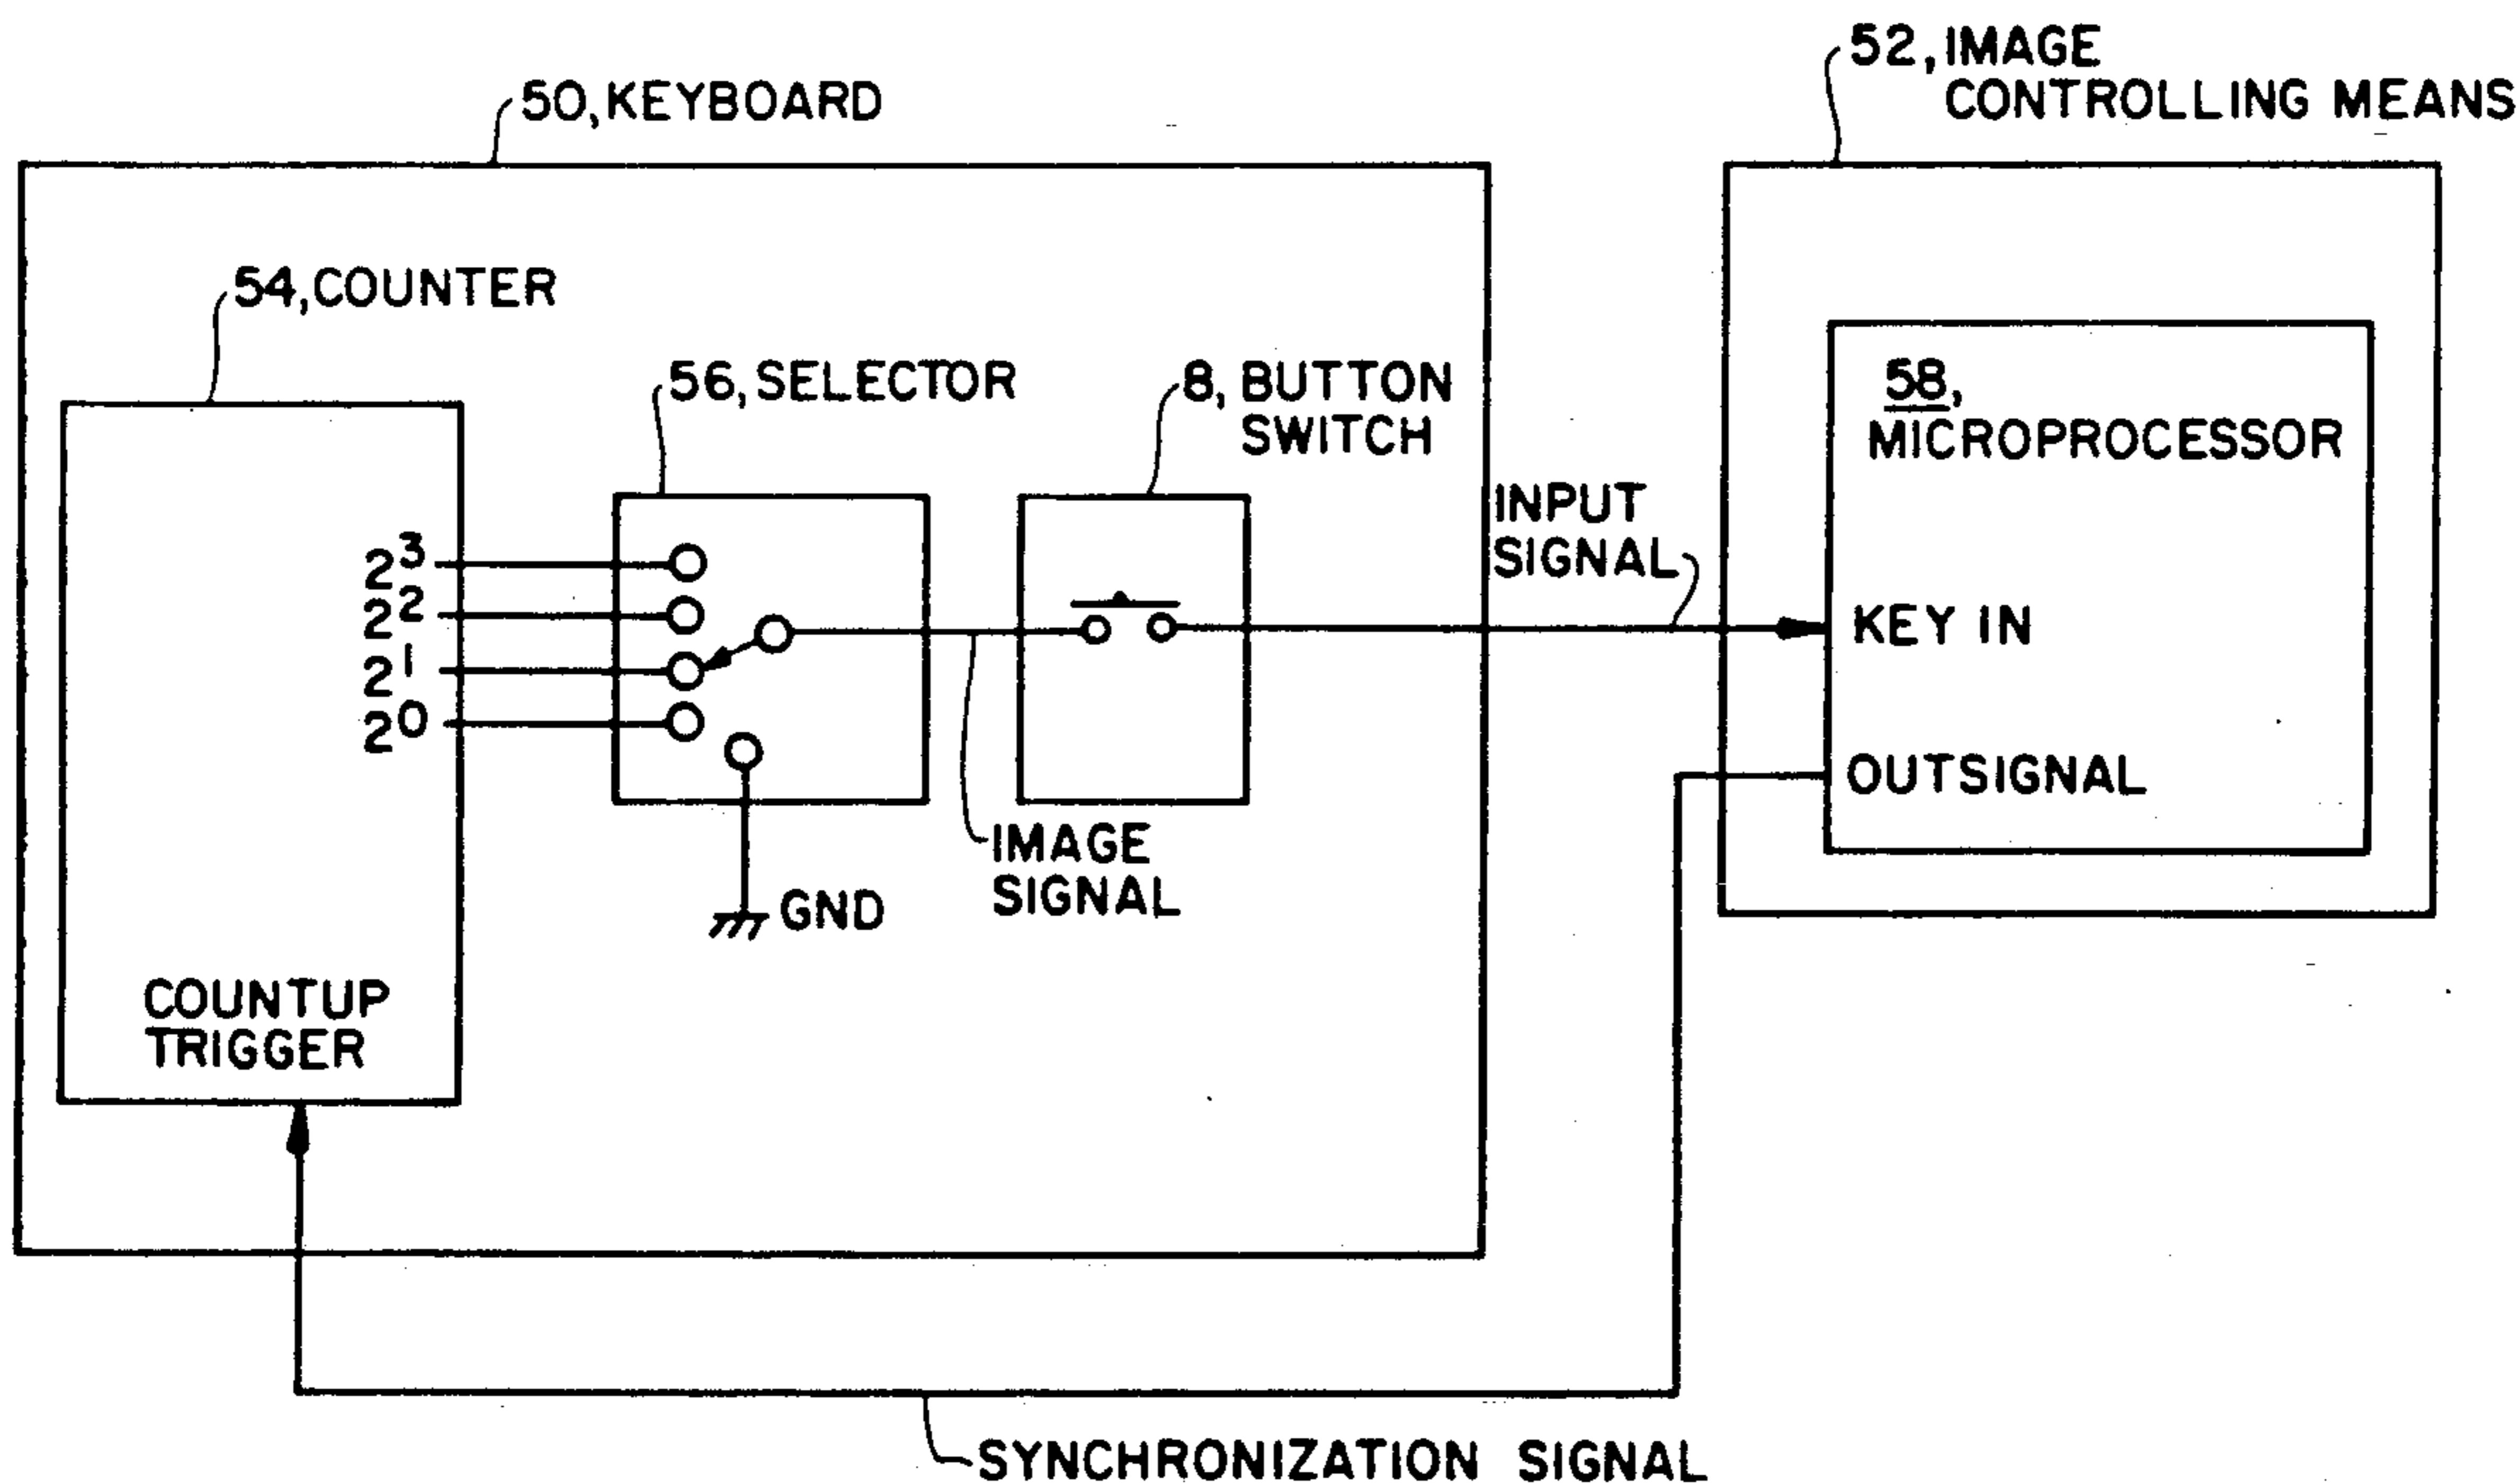 52, IMAGE
CONTROLLING MEANS
50, KEYBOARD
54, COUNTER
56, SELECTOR
8, BUTTON
SWITCH
58,
MICROPROCESSOR
INPUT
SIGNAL
2³
2²
2¹
2⁰
KEY IN
OUTSIGNAL
IMAGE
SIGNAL
GND
COUNTUP
TRIGGER
SYNCHRONIZATION SIGNAL